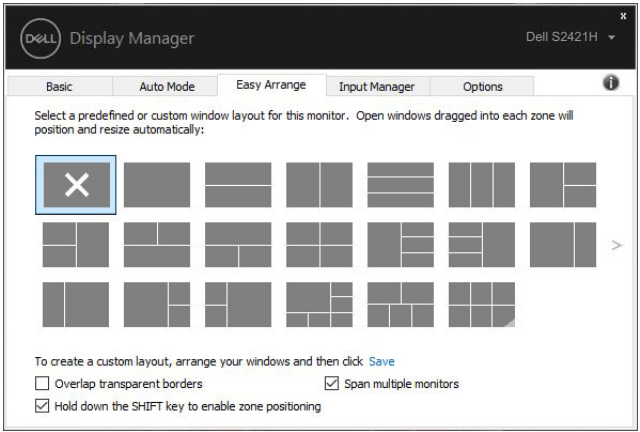 x
DELL Display Manager Dell S2421H
Basic Auto Mode Easy Arrange Input Manager Options i
Select a predefined or custom window layout for this monitor. Open windows dragged into each zone will
position and resize automatically:
>
To create a custom layout, arrange your windows and then click Save
Overlap transparent borders Span multiple monitors
Hold down the SHIFT key to enable zone positioning